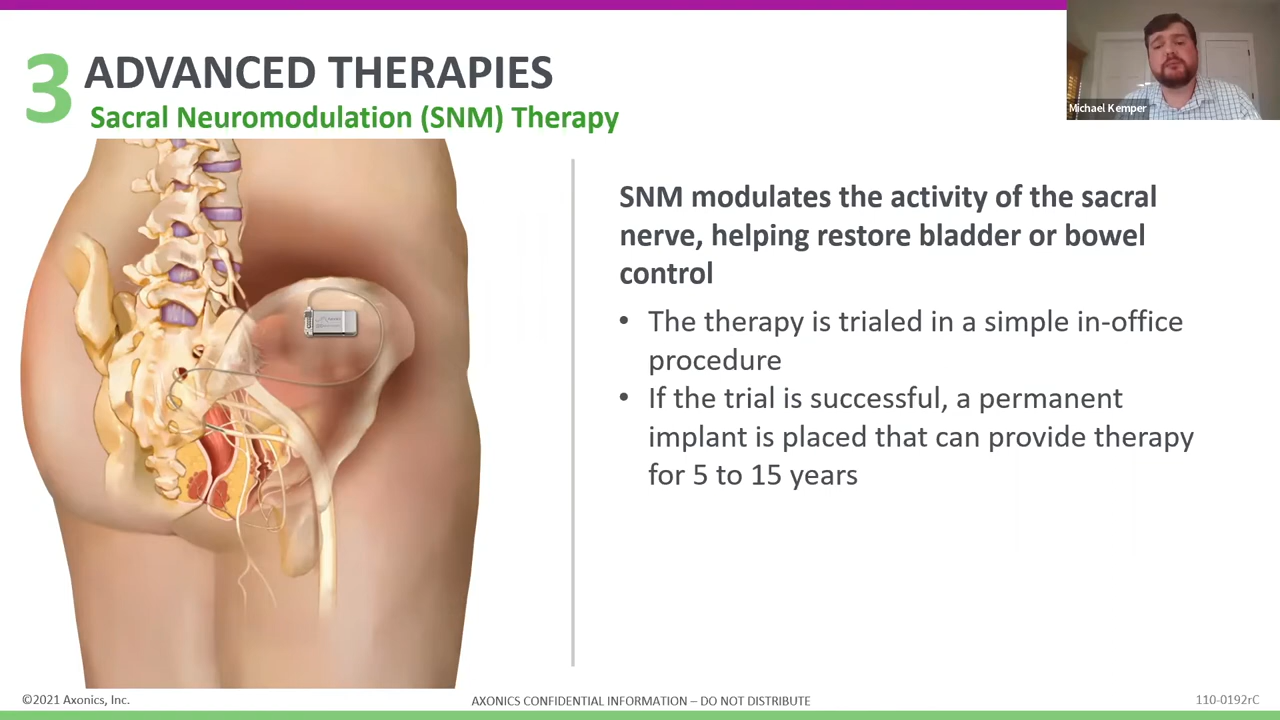 3 ADVANCED THERAPIES
Sacral Neuromodulation (SNM) Therapy
Michael Kemper
SNM modulates the activity of the sacral
nerve, helping restore bladder or bowel
control
• The therapy is trialed in a simple in-office
procedure
• If the trial is successful, a permanent
implant is placed that can provide therapy
for 5 to 15 years
©2021 Axonics, Inc.
AXONICS CONFIDENTIAL INFORMATION – DO NOT DISTRIBUTE
110-0192rC